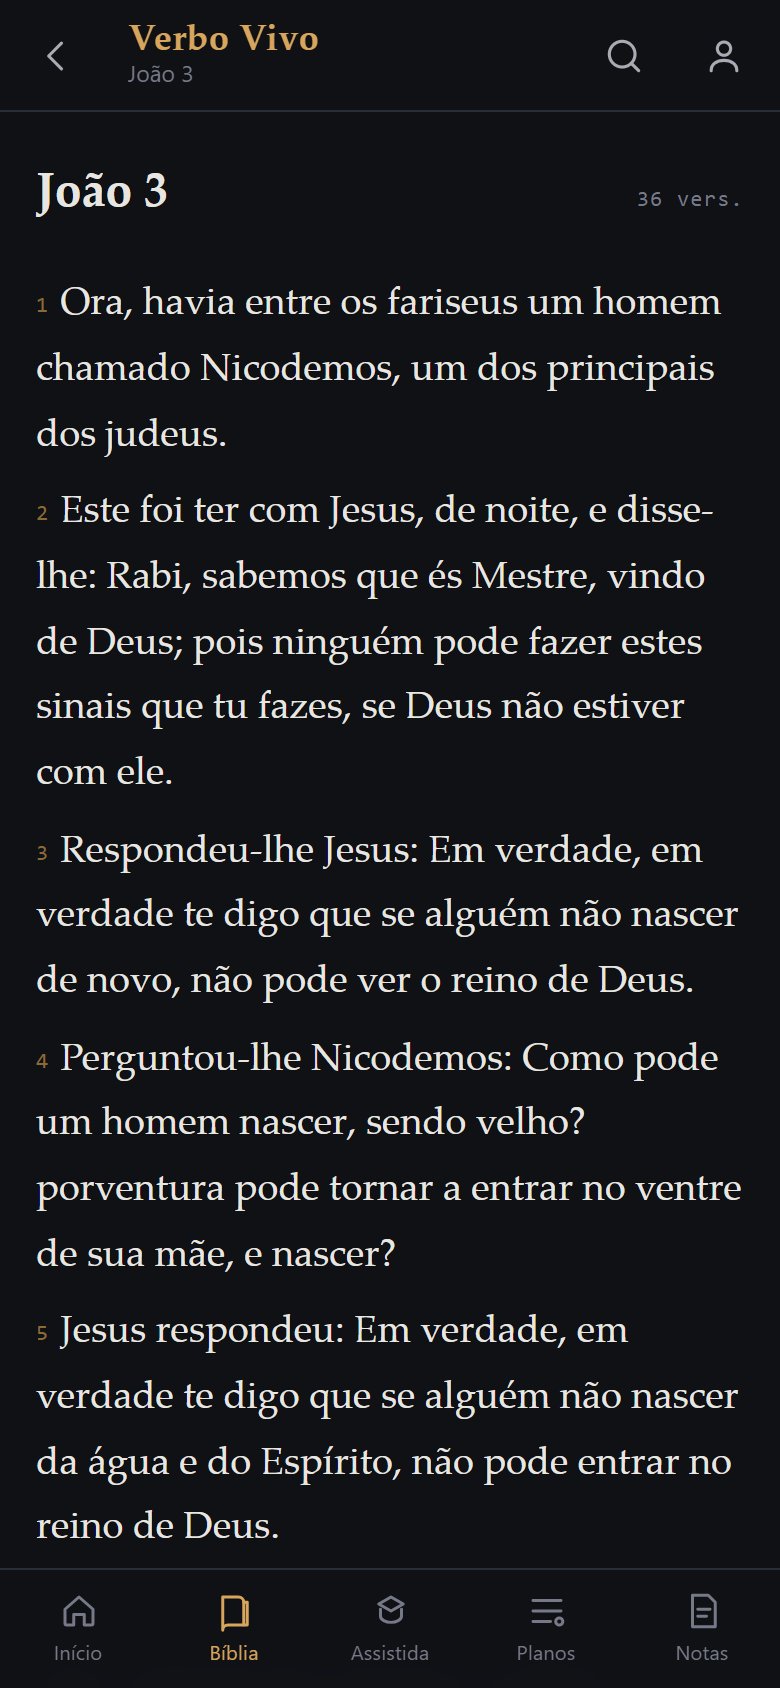 Verbo Vivo
João 3
João 3
36 vers.
1 Ora, havia entre os fariseus um homem
chamado Nicodemos, um dos principais
dos judeus.
2 Este foi ter com Jesus, de noite, e disse-
lhe: Rabi, sabemos que és Mestre, vindo
de Deus; pois ninguém pode fazer estes
sinais que tu fazes, se Deus não estiver
com ele.
3 Respondeu-lhe Jesus: Em verdade, em
verdade te digo que se alguém não nascer
de novo, não pode ver o reino de Deus.
4 Perguntou-lhe Nicodemos: Como pode
um homem nascer, sendo velho?
porventura pode tornar a entrar no ventre
de sua mãe, e nascer?
5 Jesus respondeu: Em verdade, em
verdade te digo que se alguém não nascer
da água e do Espírito, não pode entrar no
reino de Deus.
Início
Bíblia
Assistida
Planos
Notas